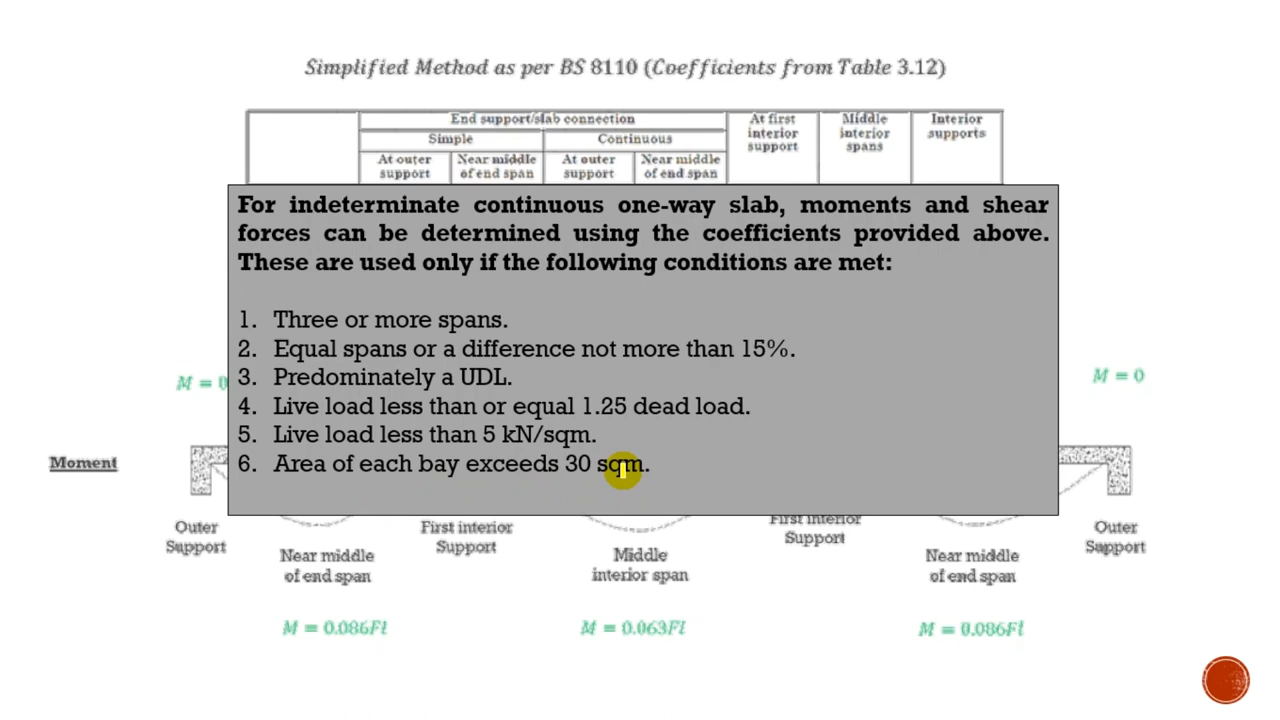 Simplified Method as per BS 8110 (Coefficients from Table 3.12)
End support/slab connection
At first interior support
Middle interior spans
Interior supports
Simple
Continuous
At outer support
Near middle of end span
At outer support
Near middle of end span
For indeterminate continuous one-way slab, moments and shear
forces can be determined using the coefficients provided above.
These are used only if the following conditions are met:
1. Three or more spans.
2. Equal spans or a difference not more than 15%.
3. Predominately a UDL.
4. Live load less than or equal 1.25 dead load.
5. Live load less than 5 kN/sqm.
6. Area of each bay exceeds 30 sqm.
M = 0
M = 0
Moment
Outer
Support
Near middle
of end span
First interior
Support
Middle
interior span
First interior
Support
Near middle
of end span
Outer
Support
M = 0.086Fl
M = 0.063Fl
M = 0.086Fl